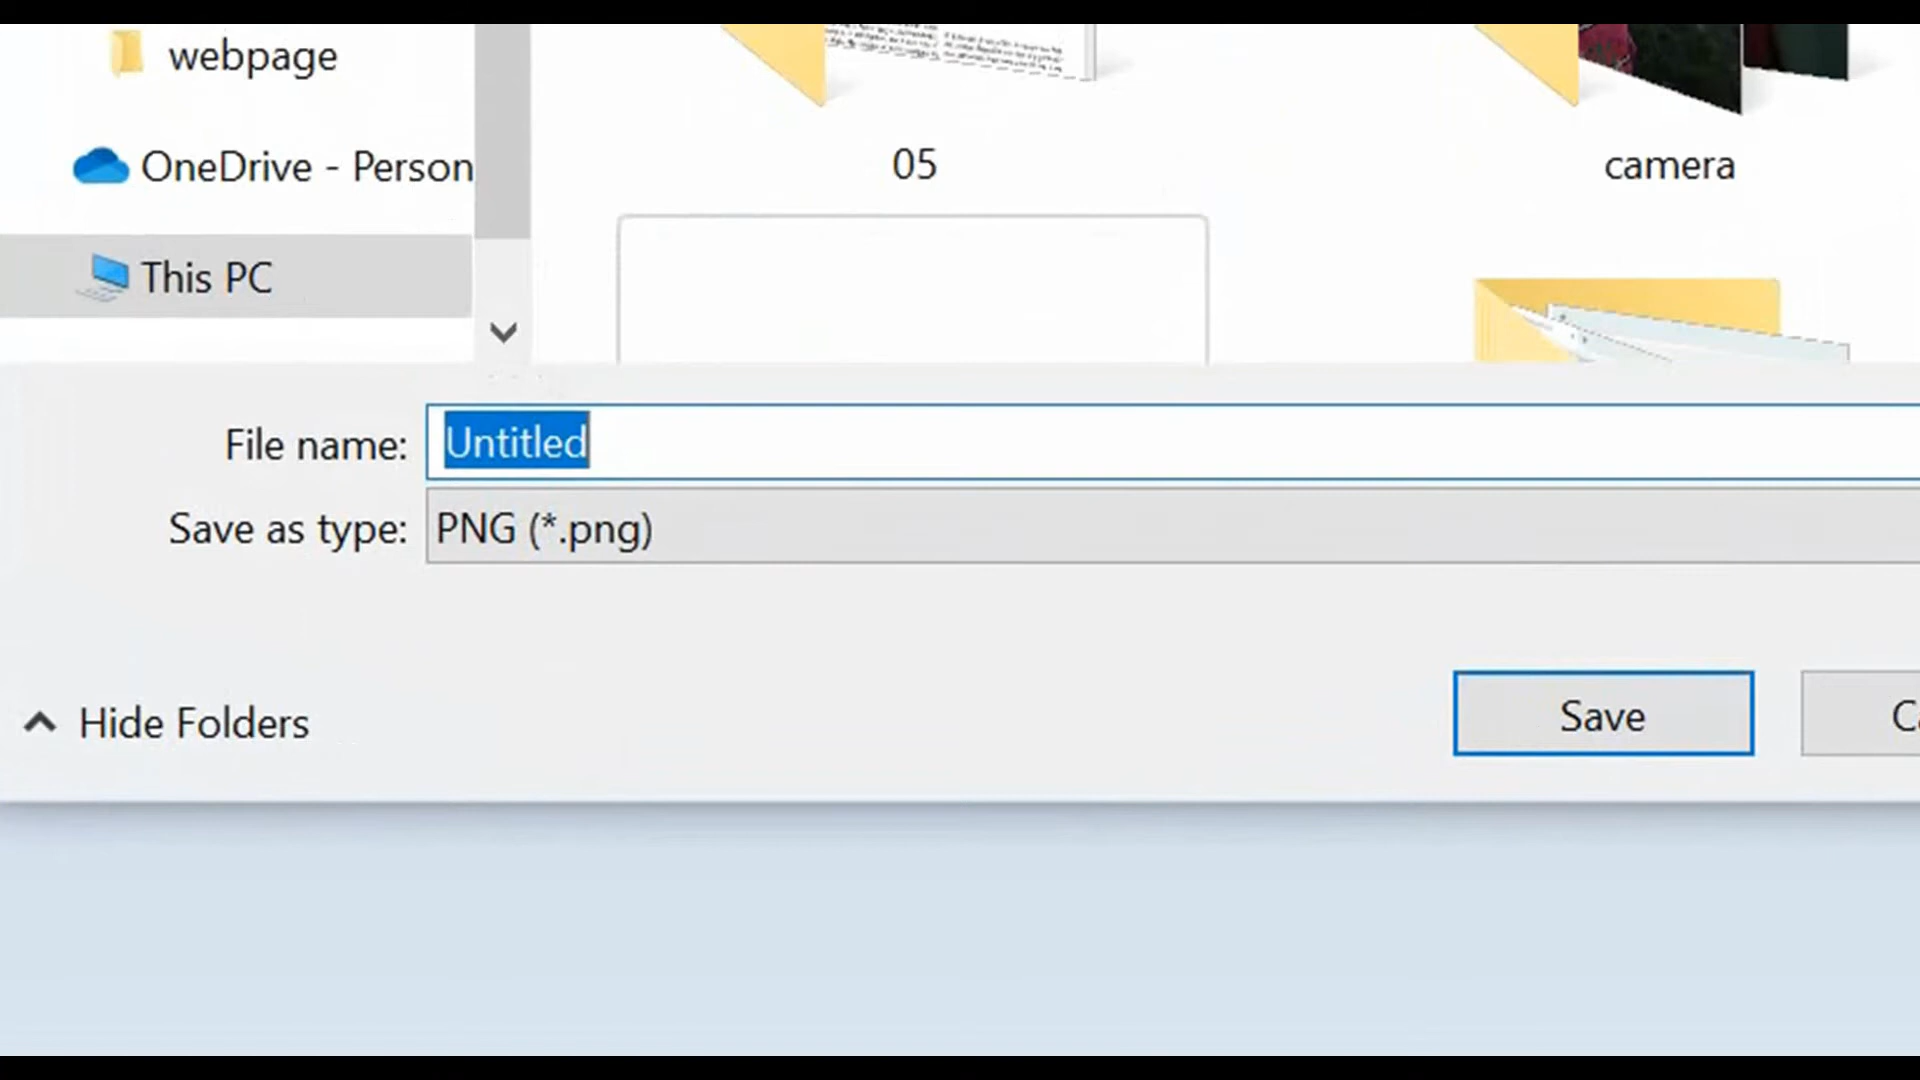 webpage
OneDrive - Person
This PC
05
camera
File name: Untitled
Save as type: PNG (*.png)
Hide Folders
Save